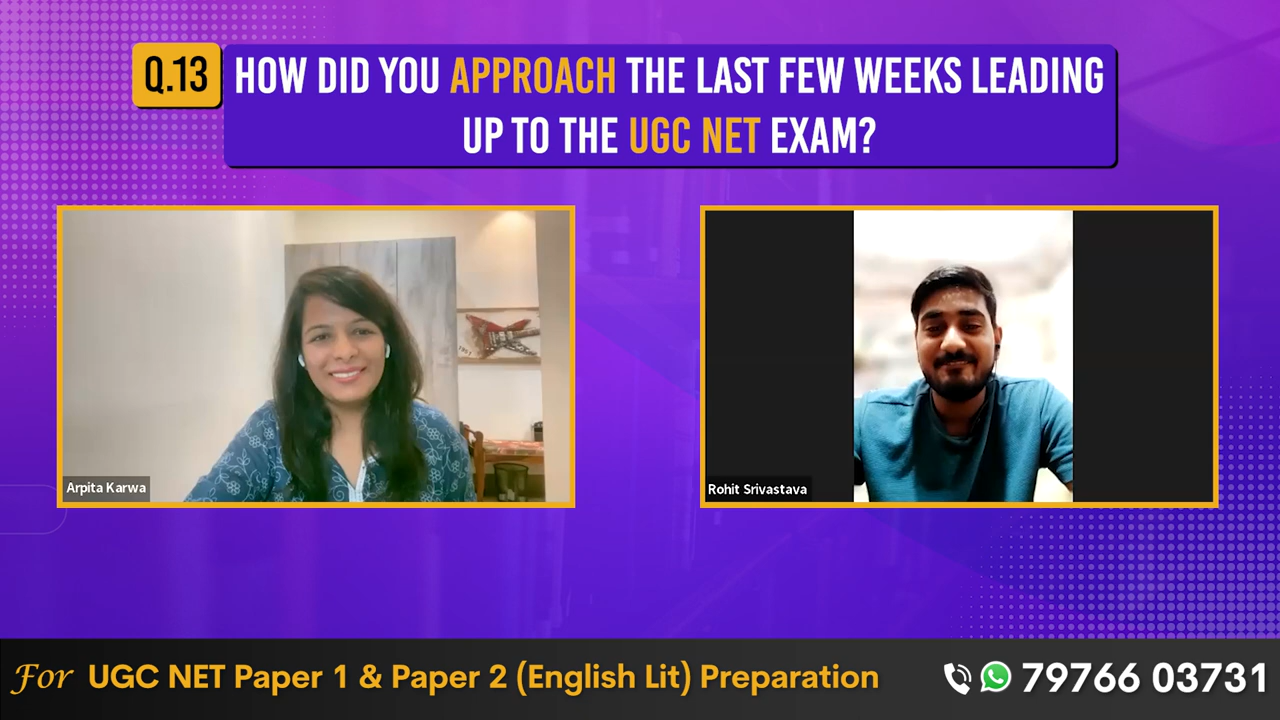 Q.13
HOW DID YOU APPROACH THE LAST FEW WEEKS LEADING
UP TO THE UGC NET EXAM?
Arpita Karwa
Rohit Srivastava
For UGC NET Paper 1 & Paper 2 (English Lit) Preparation
79766 03731